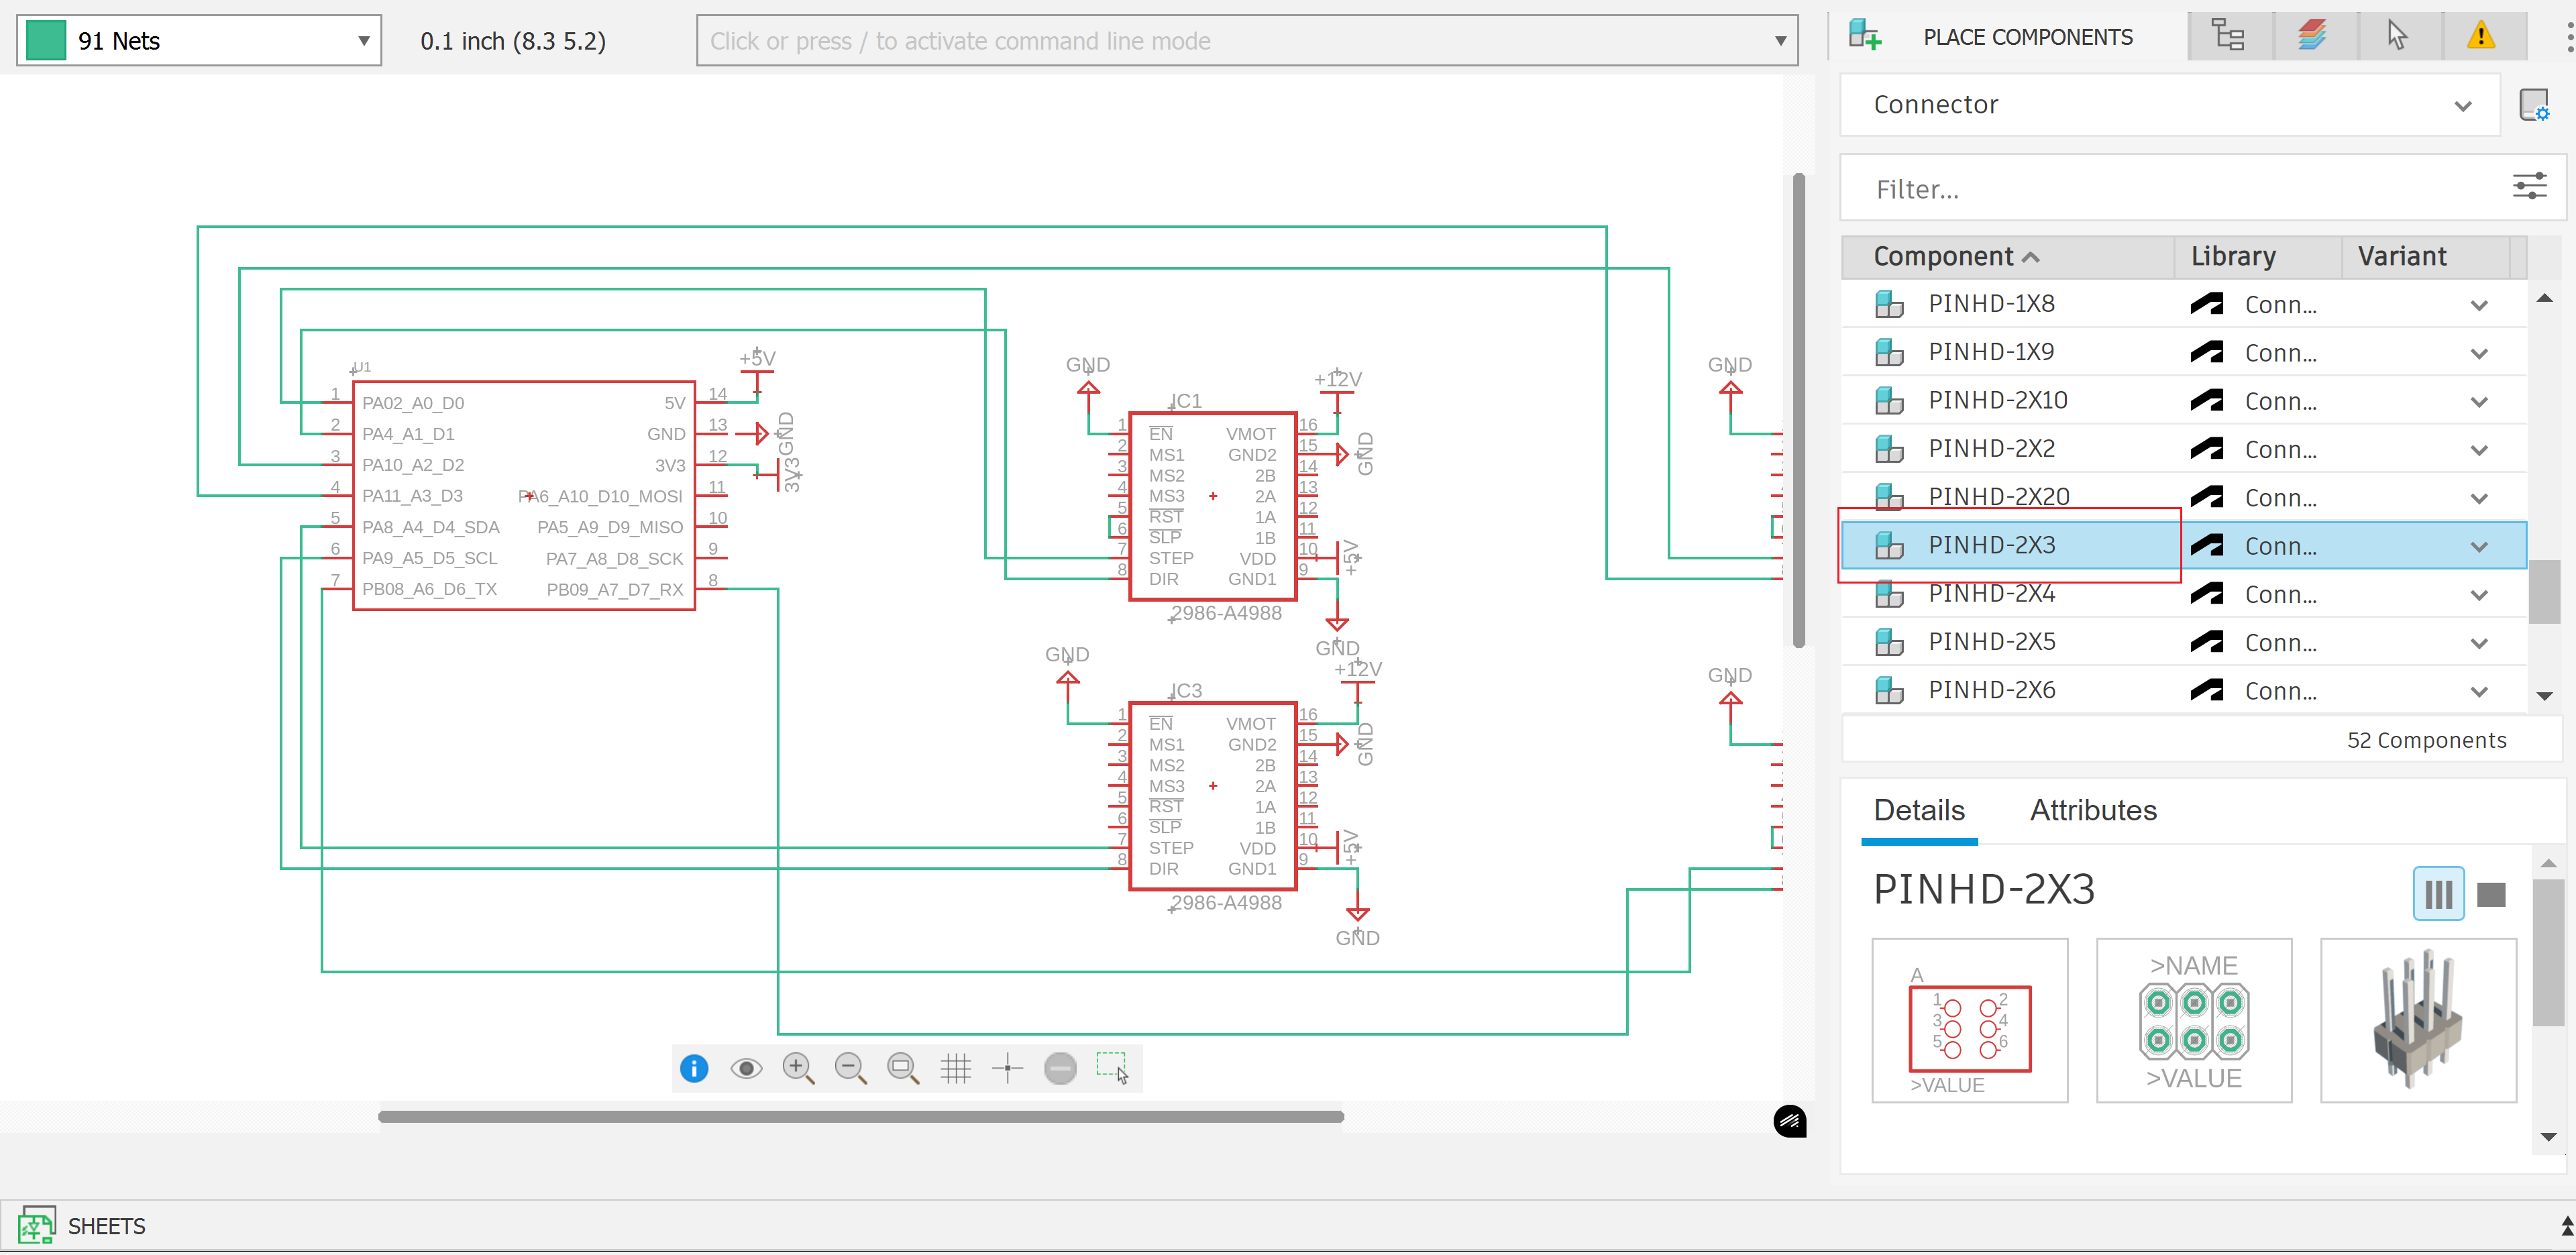 91 Nets
0.1 inch (8.3 5.2)
Click or press / to activate command line mode
PLACE COMPONENTS
Connector
Filter...
Component Library Variant
PINHD-1X8 Conn...
PINHD-1X9 Conn...
PINHD-2X10 Conn...
PINHD-2X2 Conn...
PINHD-2X20 Conn...
PINHD-2X3 Conn...
PINHD-2X4 Conn...
PINHD-2X5 Conn...
PINHD-2X6 Conn...
52 Components
Details Attributes
PINHD-2X3
A
1 2
3 4
5 6
>VALUE
>NAME
>VALUE
U1
+5V
1 PA02_A0_D0 5V 14
2 PA4_A1_D1 GND 13 GND
3 PA10_A2_D2 3V3 12 3V3
4 PA11_A3_D3 PA6_A10_D10_MOSI 11
5 PA8_A4_D4_SDA PA5_A9_D9_MISO 10
6 PA9_A5_D5_SCL PA7_A8_D8_SCK 9
7 PB08_A6_D6_TX PB09_A7_D7_RX 8
GND
+12V
IC1
1 EN VMOT 16
2 MS1 GND2 15 GND
3 MS2 2B 14
4 MS3 2A 13
5 RST 1A 12
6 SLP 1B 11
7 STEP VDD 10 +5V
8 DIR GND1 9
2986-A4988
GND
GND
+12V
IC3
1 EN VMOT 16
2 MS1 GND2 15 GND
3 MS2 2B 14
4 MS3 2A 13
5 RST 1A 12
6 SLP 1B 11
7 STEP VDD 10 +5V
8 DIR GND1 9
2986-A4988
GND
GND
GND
SHEETS